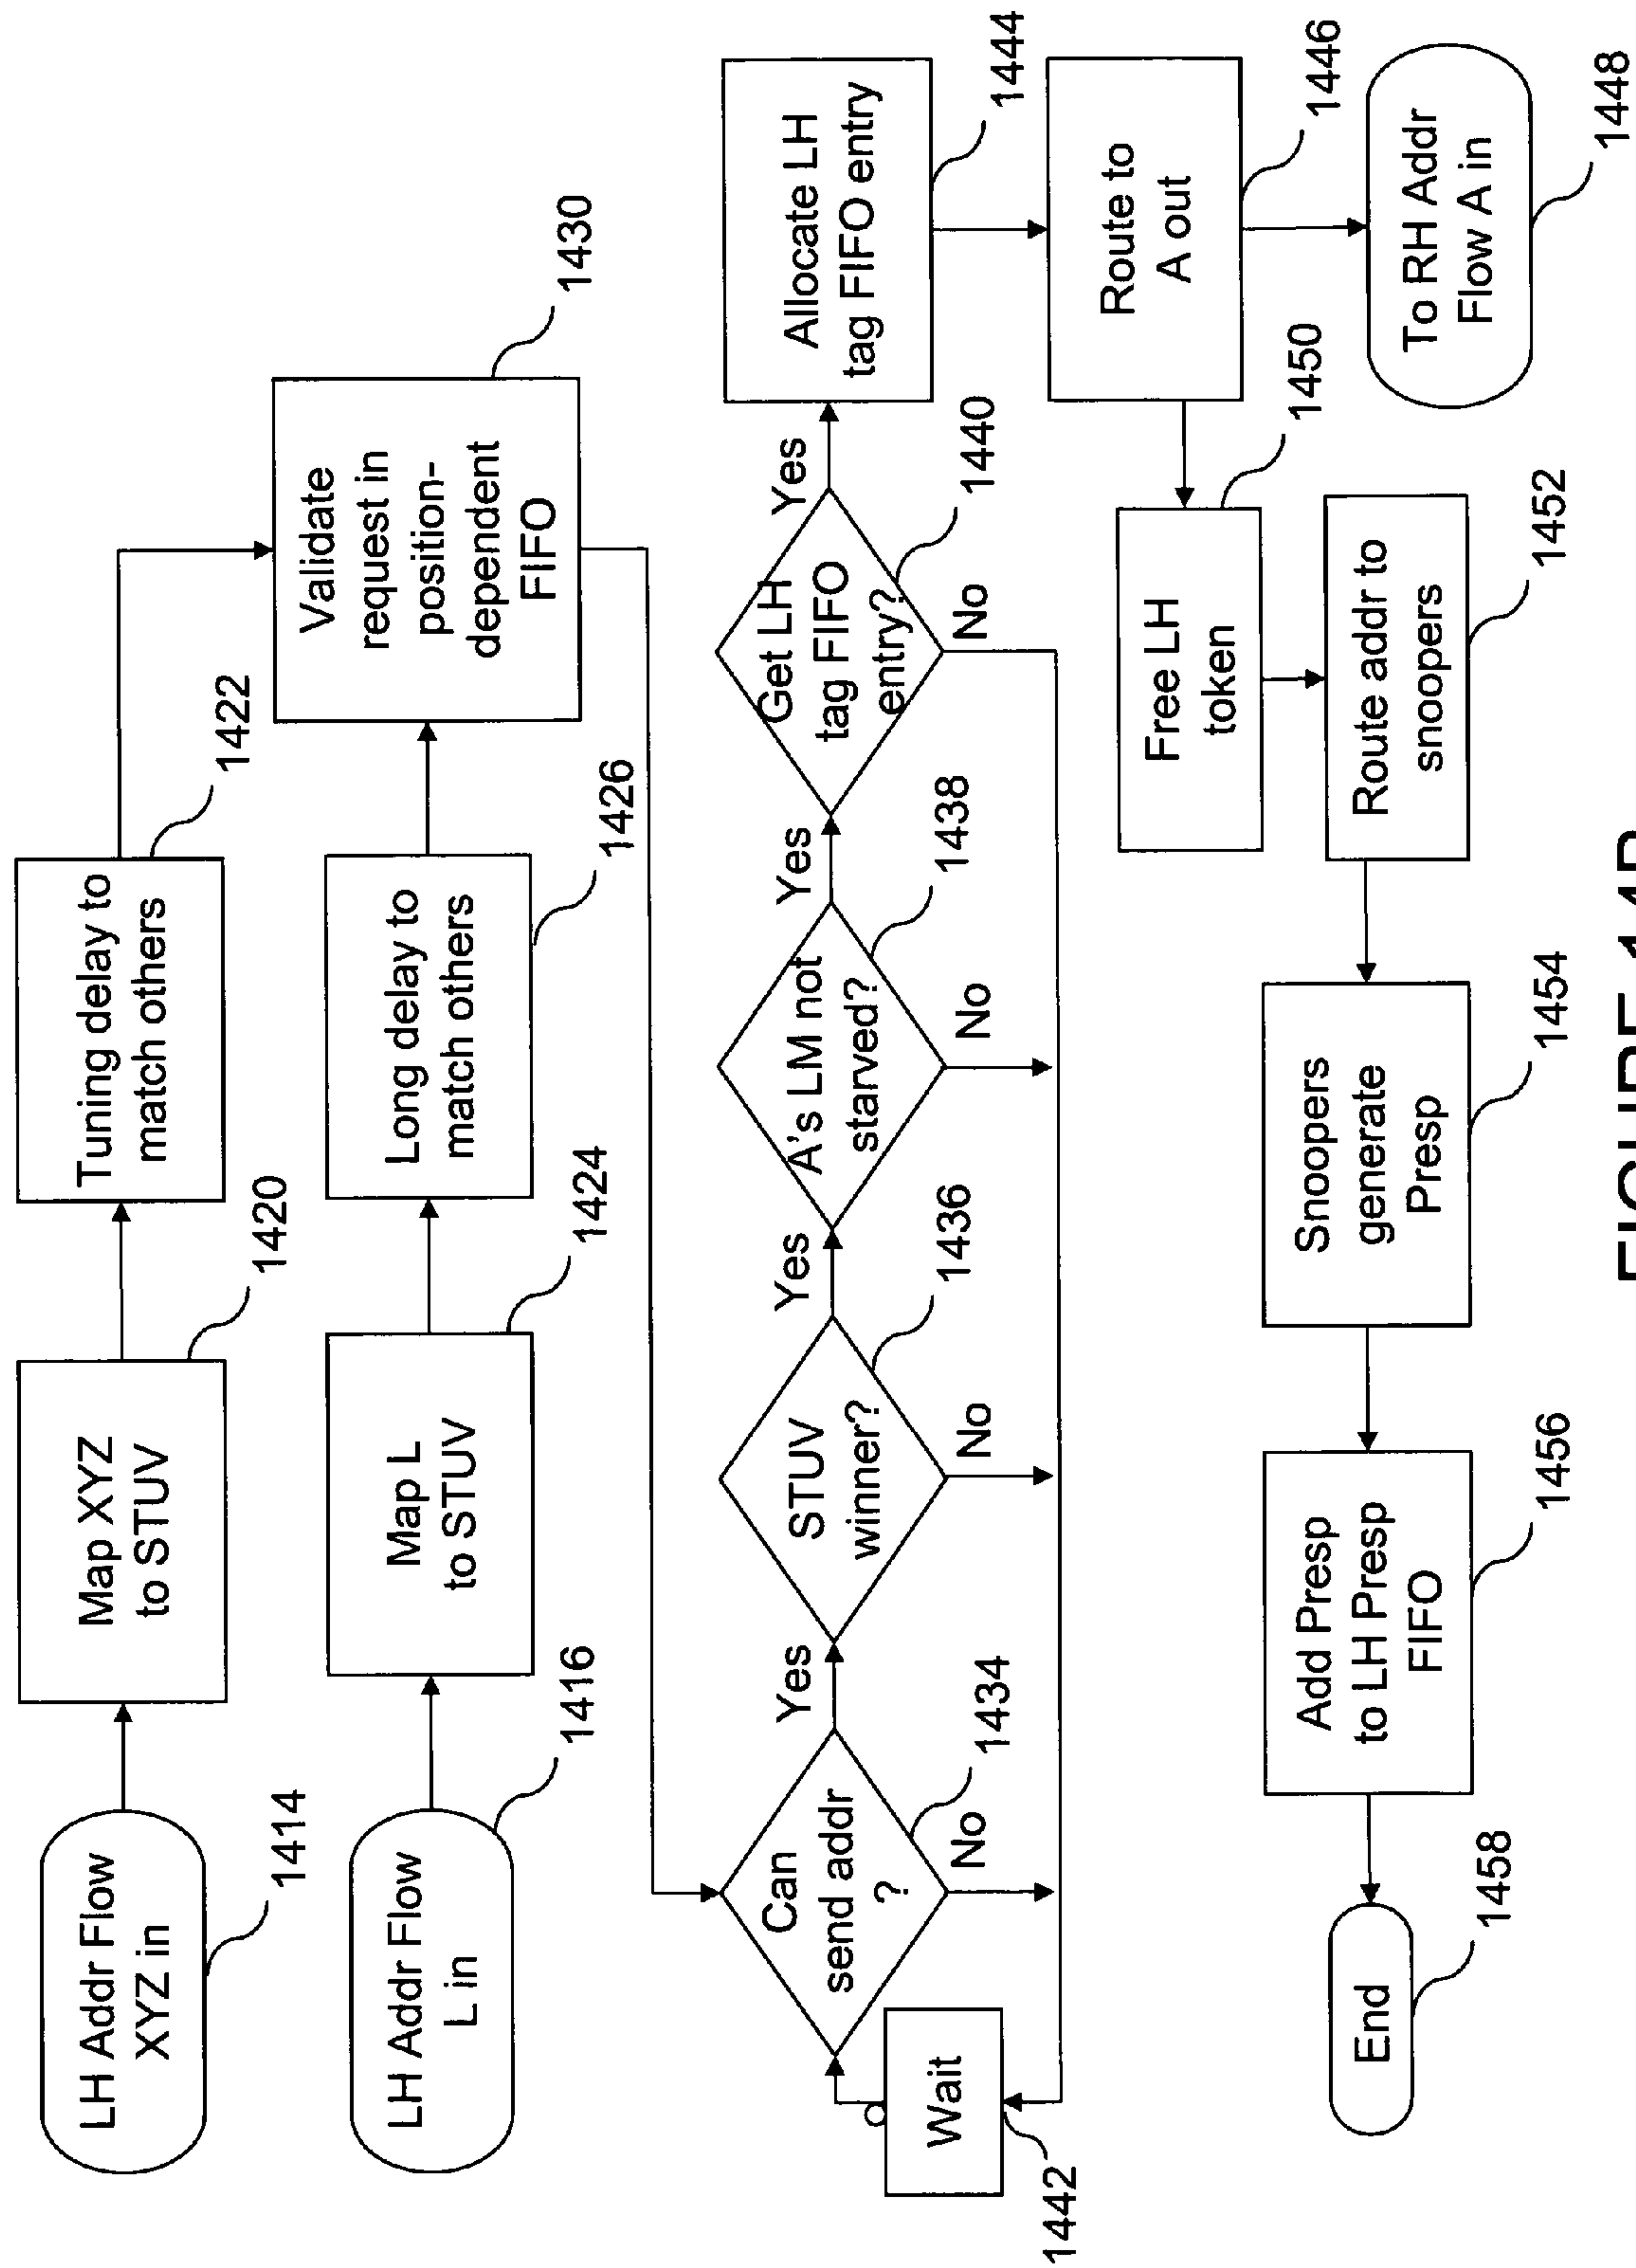 LH Addr Flow
XYZ in
1414
Map XYZ
to STUV
1420
Tuning delay to
match others
1422
LH Addr Flow
L in
1416
Map L
to STUV
1424
Long delay to
match others
1426
Validate
request in
position-
dependent
FIFO
1430
Can
send addr
?
1434
Yes
No
STUV
winner?
1436
Yes
No
A's LM not
starved?
1438
Yes
No
Get LH
tag FIFO
entry?
1440
Yes
No
Wait
1442
Allocate LH
tag FIFO entry
1444
Route to
A out
1446
To RH Addr
Flow A in
1448
Free LH
token
1450
Route addr to
snoopers
1452
Snoopers
generate
Presp
1454
Add Presp
to LH Presp
FIFO
1456
End
1458